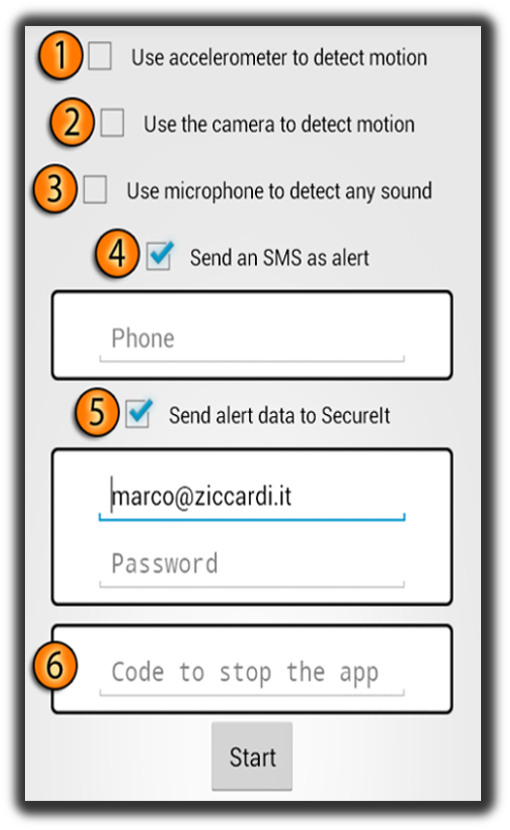 1 Use accelerometer to detect motion
2 Use the camera to detect motion
3 Use microphone to detect any sound
4 Send an SMS as alert
Phone
5 Send alert data to SecureIt
marco@ziccardi.it
Password
6 Code to stop the app
Start